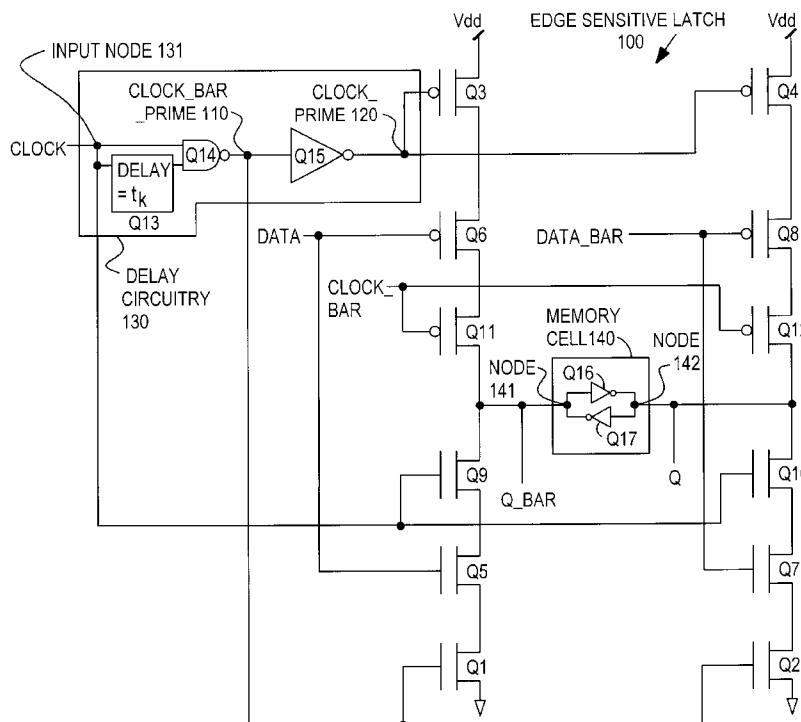 Vdd
EDGE SENSITIVE LATCH
100
Vdd
INPUT NODE 131
CLOCK_BAR
_PRIME 110
CLOCK_
PRIME 120
Q3
Q4
CLOCK
Q14
Q15
DELAY
= tk
Q13
DATA
Q6
DATA_BAR
Q8
DELAY
CIRCUITRY
130
CLOCK_
BAR
Q11
MEMORY
CELL140
NODE
141
Q16
Q17
NODE
142
Q9
Q_BAR
Q
Q5
Q7
Q1
Q2